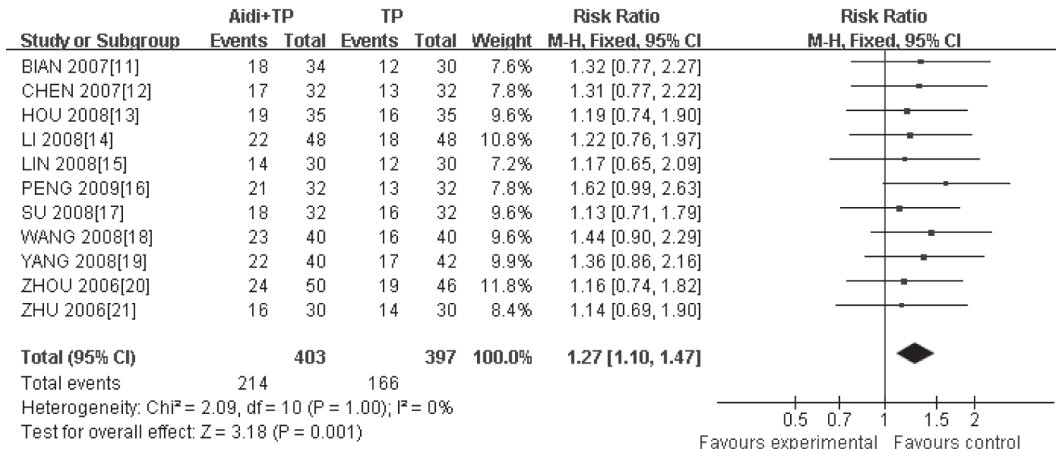 Aidi+TP TP Risk Ratio Risk Ratio
Study or Subgroup Events Total Events Total Weight M-H, Fixed, 95% CI M-H, Fixed, 95% CI
BIAN 2007[11] 18 34 12 30 7.6% 1.32 [0.77, 2.27]
CHEN 2007[12] 17 32 13 32 7.8% 1.31 [0.77, 2.22]
HOU 2008[13] 19 35 16 35 9.6% 1.19 [0.74, 1.90]
LI 2008[14] 22 48 18 48 10.8% 1.22 [0.76, 1.97]
LIN 2008[15] 14 30 12 30 7.2% 1.17 [0.65, 2.09]
PENG 2009[16] 21 32 13 32 7.8% 1.62 [0.99, 2.63]
SU 2008[17] 18 32 16 32 9.6% 1.13 [0.71, 1.79]
WANG 2008[18] 23 40 16 40 9.6% 1.44 [0.90, 2.29]
YANG 2008[19] 22 40 17 42 9.9% 1.36 [0.86, 2.16]
ZHOU 2006[20] 24 50 19 46 11.8% 1.16 [0.74, 1.82]
ZHU 2006[21] 16 30 14 30 8.4% 1.14 [0.69, 1.90]
Total (95% CI) 403 397 100.0% 1.27 [1.10, 1.47]
Total events 214 166
Heterogeneity: Chi² = 2.09, df = 10 (P = 1.00); I² = 0%
Test for overall effect: Z = 3.18 (P = 0.001)
0.5 0.7 1 1.5 2
Favours experimental Favours control